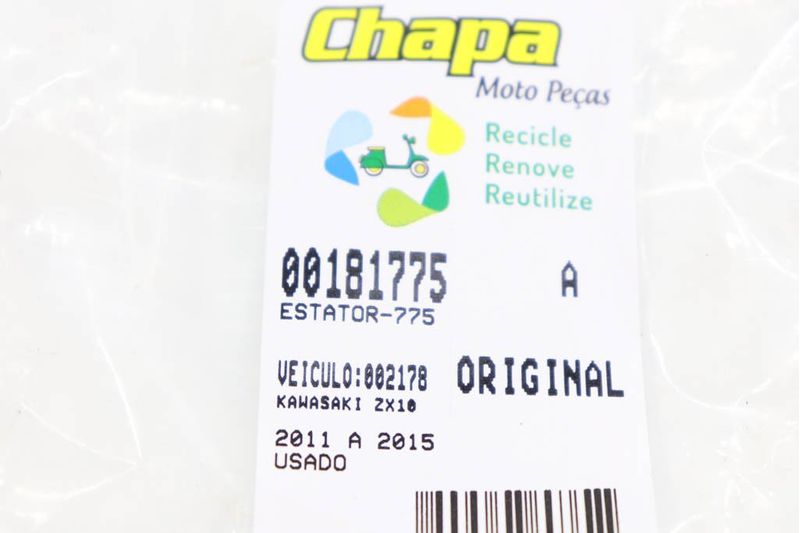 Chapa
Moto Peças
Recicle
Renove
Reutilize
00181775 A
ESTATOR-775
VEICULO:002178 ORIGINAL
KAWASAKI ZX10
2011 A 2015
USADO